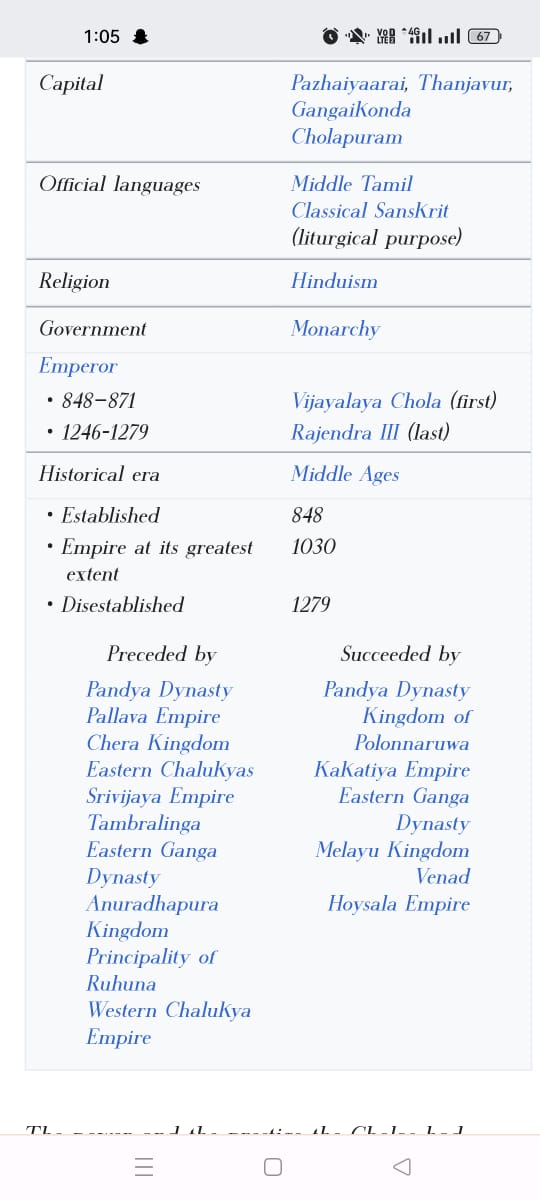 1:05
VoD LTE 4G 67
Capital Pazhaiyaarai, Thanjavur,
GangaiKonda
Cholapuram
Official languages Middle Tamil
Classical SansKrit
(liturgical purpose)
Religion Hinduism
Government Monarchy
Emperor
• 848–871 Vijayalaya Chola (first)
• 1246-1279 Rajendra III (last)
Historical era Middle Ages
• Established 848
• Empire at its greatest 1030
extent
• Disestablished 1279
Preceded by
Pandya Dynasty
Pallava Empire
Chera Kingdom
Eastern ChaluKyas
Srivijaya Empire
Tambralinga
Eastern Ganga
Dynasty
Anuradhapura
Kingdom
Principality of
Ruhuna
Western ChaluKya
Empire
Succeeded by
Pandya Dynasty
Kingdom of
Polonnaruwa
KaKatiya Empire
Eastern Ganga
Dynasty
Melayu Kingdom
Venad
Hoysala Empire